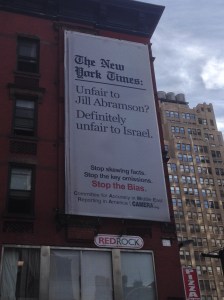 The New
York Times:
Unfair to
Jill Abramson?
Definitely
unfair to Israel.
Stop skewing facts.
Stop the key omissions.
Stop the Bias.
Committee for Accuracy in Middle East
Reporting in America CAMERA
REDROCK
PIZZA